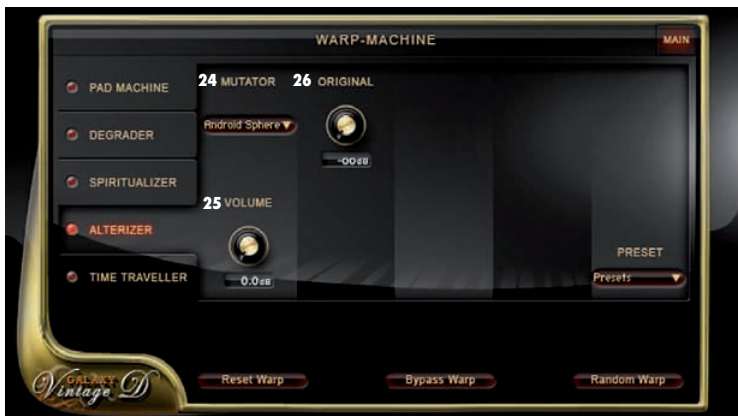 WARP-MACHINE
MAIN
PAD MACHINE
DEGRADER
SPIRITUALIZER
ALTERIZER
TIME TRAVELLER
24 MUTATOR
Android Sphere
26 ORIGINAL
-OOdB
25 VOLUME
0.0dB
PRESET
Presets
GALAXY
Vintage D
Reset Warp
Bypass Warp
Random Warp